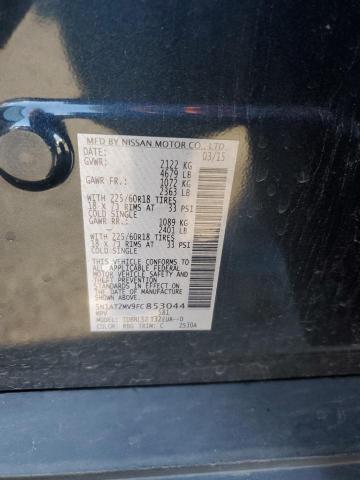 MFD BY NISSAN MOTOR CO., LTD.
DATE: 03/15
GVWR: 2122 KG
4679 LB
GAWR FR.: 1072 KG
2363 LB
WITH 225/60R18 TIRES
18 X 7J RIMS AT 33 PSI
COLD SINGLE
GAWR RR.: 1089 KG
2401 LB
WITH 225/60R18 TIRES
18 X 7J RIMS AT 33 PSI
COLD SINGLE
THIS VEHICLE CONFORMS TO
ALL APPLICABLE FEDERAL
MOTOR VEHICLE SAFETY
THEFT PREVENTION
STANDARDS IN EFFECT ON
THE DATE OF MANUFACTURE
5N1AT2MV9FC853044
MPV 581
MODEL:
COLOR: RBG TRIM: C 2530A